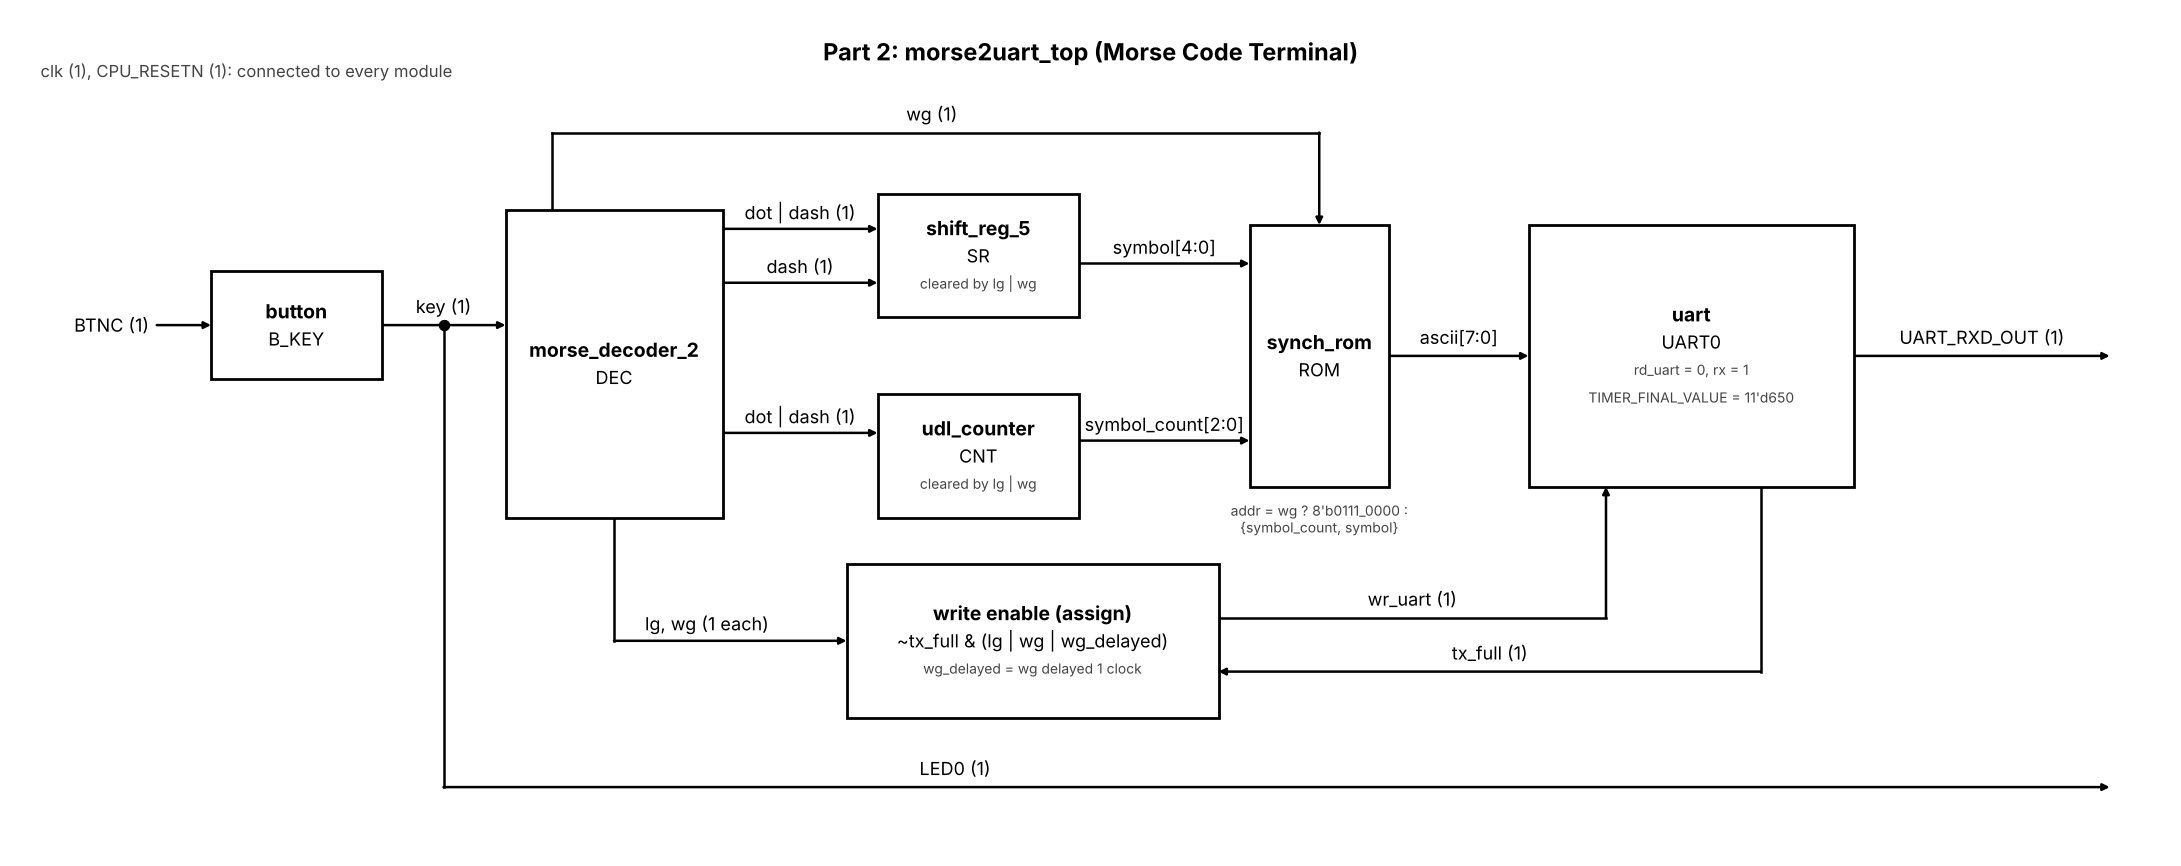 Part 2: morse2uart_top (Morse Code Terminal)
clk (1), CPU_RESETN (1): connected to every module
wg (1)
BTNC (1)
button
B_KEY
key (1)
morse_decoder_2
DEC
dot | dash (1)
dash (1)
shift_reg_5
SR
cleared by lg | wg
symbol[4:0]
dot | dash (1)
udl_counter
CNT
cleared by lg | wg
symbol_count[2:0]
synch_rom
ROM
addr = wg ? 8'b0111_0000 :
{symbol_count, symbol}
ascii[7:0]
uart
UART0
rd_uart = 0, rx = 1
TIMER_FINAL_VALUE = 11'd650
UART_RXD_OUT (1)
lg, wg (1 each)
write enable (assign)
~tx_full & (lg | wg | wg_delayed)
wg_delayed = wg delayed 1 clock
wr_uart (1)
tx_full (1)
LED0 (1)